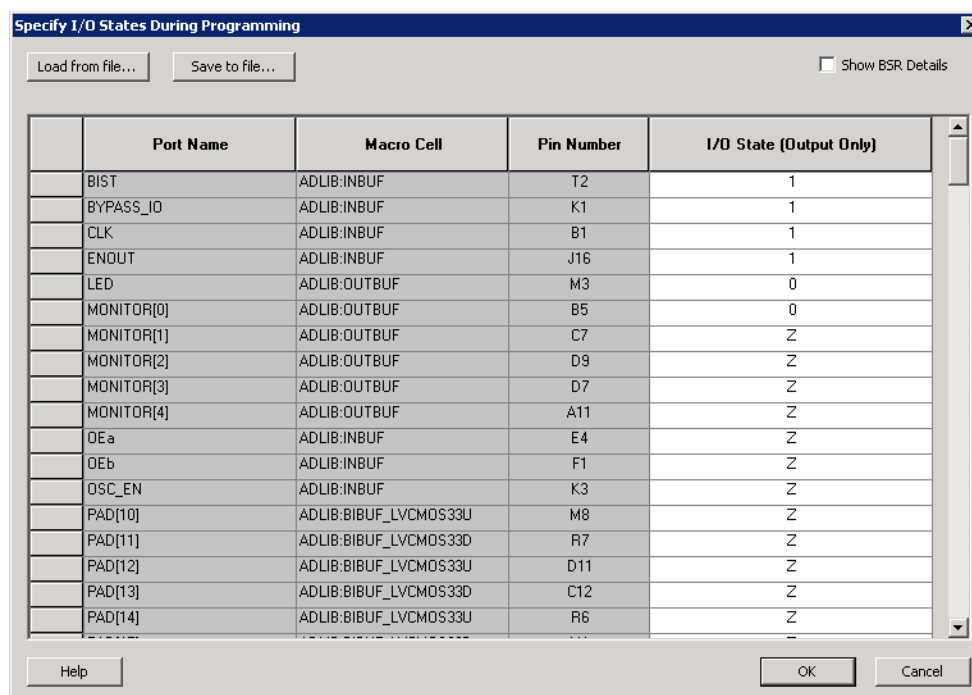 Specify I/O States During Programming
Load from file... Save to file... Show BSR Details
Port Name Macro Cell Pin Number I/O State (Output Only)
BIST ADLIB:INBUF T2 1
BYPASS_IO ADLIB:INBUF K1 1
CLK ADLIB:INBUF B1 1
ENOUT ADLIB:INBUF J16 1
LED ADLIB:OUTBUF M3 0
MONITOR[0] ADLIB:OUTBUF B5 0
MONITOR[1] ADLIB:OUTBUF C7 Z
MONITOR[2] ADLIB:OUTBUF D9 Z
MONITOR[3] ADLIB:OUTBUF D7 Z
MONITOR[4] ADLIB:OUTBUF A11 Z
OEa ADLIB:INBUF E4 Z
OEb ADLIB:INBUF F1 Z
OSC_EN ADLIB:INBUF K3 Z
PAD[10] ADLIB:BIBUF_LVCMOS33U M8 Z
PAD[11] ADLIB:BIBUF_LVCMOS33D R7 Z
PAD[12] ADLIB:BIBUF_LVCMOS33U D11 Z
PAD[13] ADLIB:BIBUF_LVCMOS33D C12 Z
PAD[14] ADLIB:BIBUF_LVCMOS33U R6 Z
Help OK Cancel